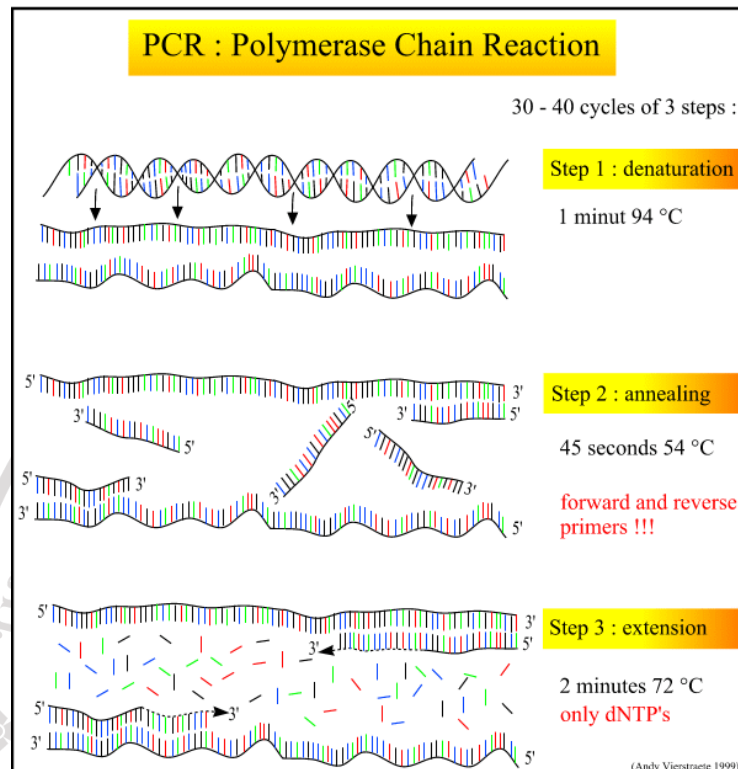 PCR : Polymerase Chain Reaction
30 - 40 cycles of 3 steps :
Step 1 : denaturation
1 minut 94 °C
5'
3'
Step 2 : annealing
3'
5'
5'
3'
5'
45 seconds 54 °C
5'
3'
3'
3'
3'
5'
forward and reverse
primers !!!
5'
3'
Step 3 : extension
3'
5'
2 minutes 72 °C
only dNTP's
5'
3'
3'
5'
(Andy Vierstraete 1999)